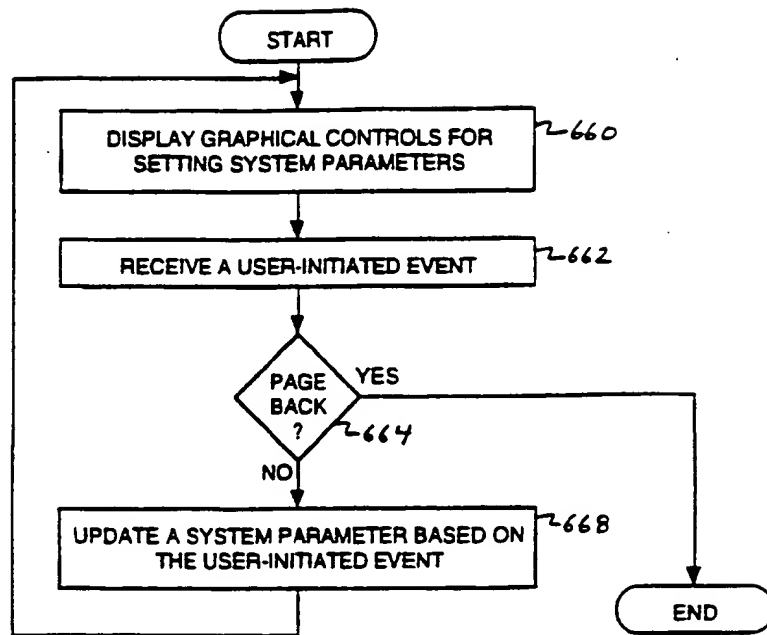 START
DISPLAY GRAPHICAL CONTROLS FOR
SETTING SYSTEM PARAMETERS
660
RECEIVE A USER-INITIATED EVENT
662
PAGE
BACK
?
YES
664
NO
UPDATE A SYSTEM PARAMETER BASED ON
THE USER-INITIATED EVENT
668
END